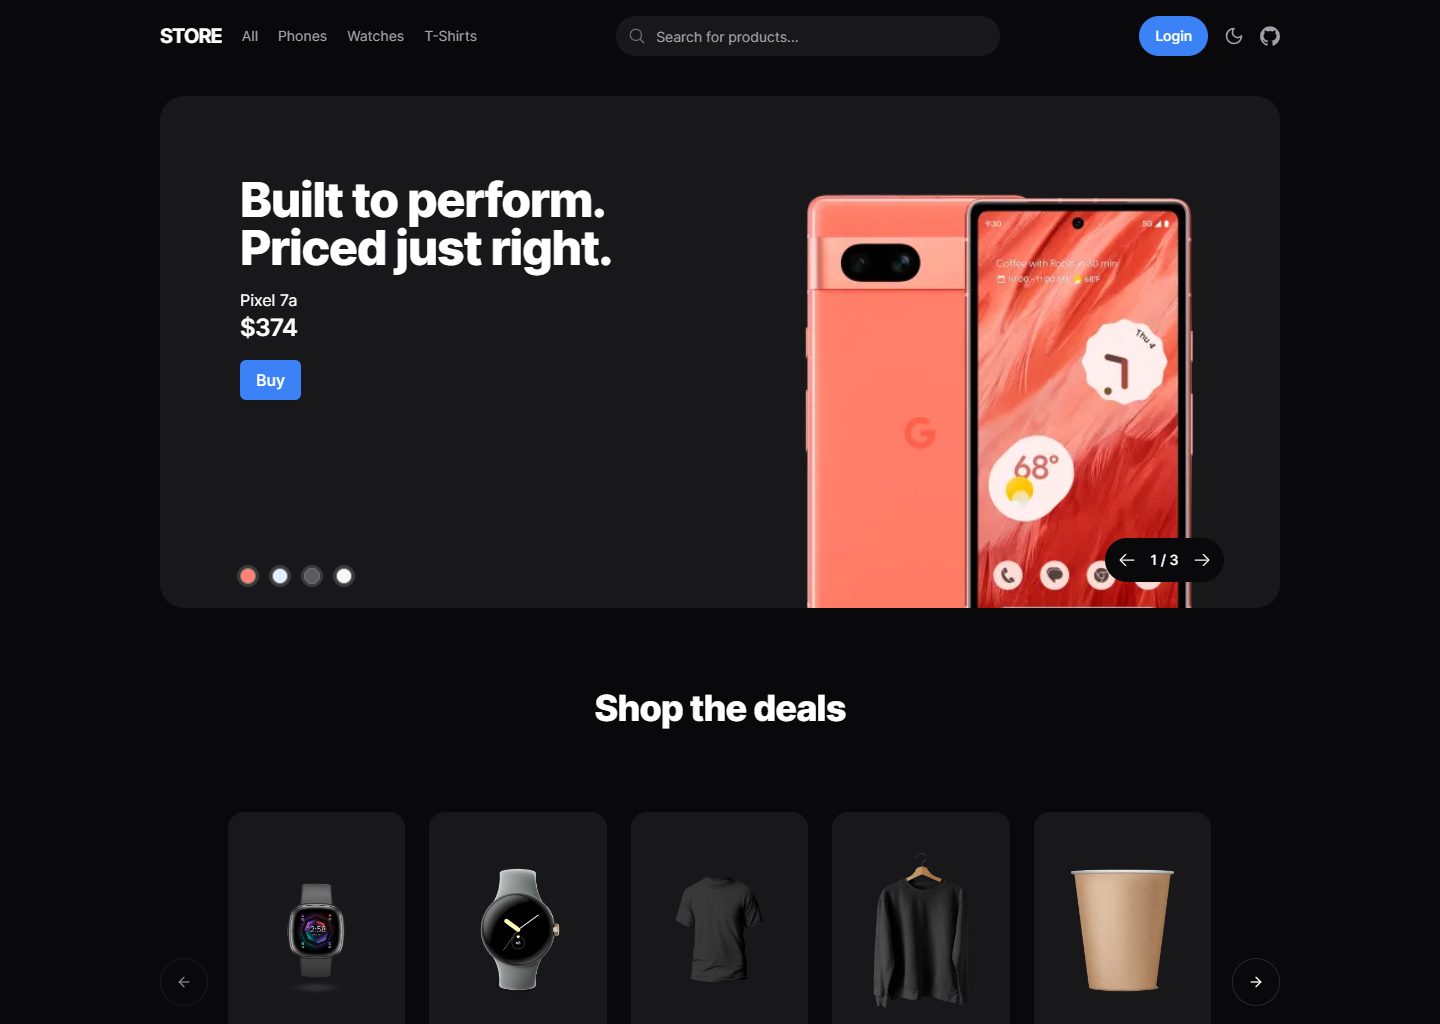 STORE
All
Phones
Watches
T-Shirts
Search for products...
Login
Built to perform.
Priced just right.
Pixel 7a
$374
Buy
9:30
5G
Coffee with Robin in 30 min
10:00 - 11:00 AM
68°F
Thu 4
68°
G
1 / 3
Shop the deals
2:58